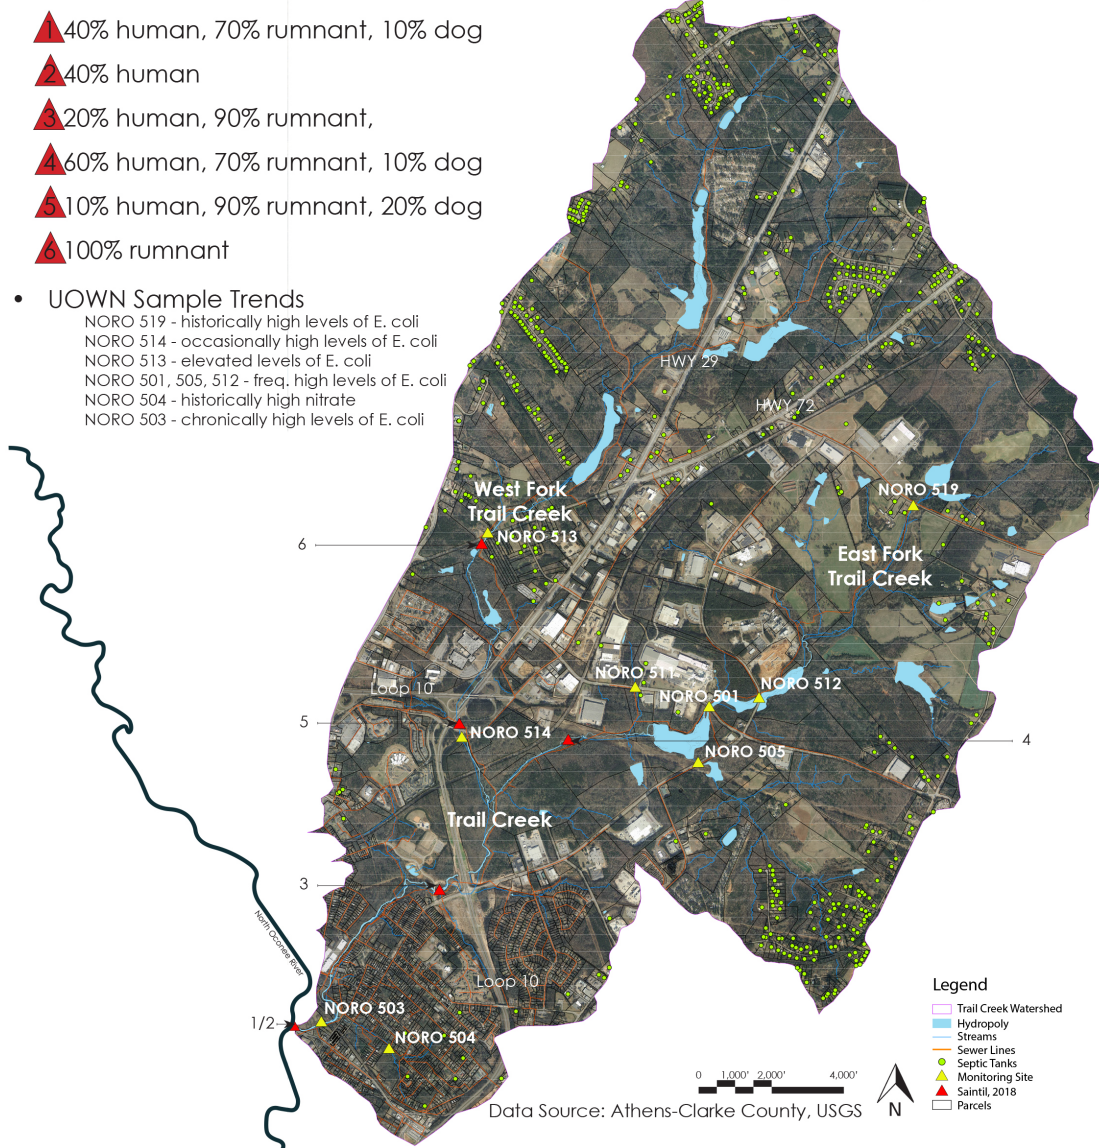 1 40% human, 70% rumnant, 10% dog
2 40% human
3 20% human, 90% rumnant,
4 60% human, 70% rumnant, 10% dog
5 10% human, 90% rumnant, 20% dog
6 100% rumnant
• UOWN Sample Trends
NORO 519 - historically high levels of E. coli
NORO 514 - occasionally high levels of E. coli
NORO 513 - elevated levels of E. coli
NORO 501, 505, 512 - freq. high levels of E. coli
NORO 504 - historically high nitrate
NORO 503 - chronically high levels of E. coli
HWY 29
HWY 72
West Fork
Trail Creek
NORO 519
NORO 513
6
East Fork
Trail Creek
NORO 511
NORO 512
Loop 10
NORO 501
5
NORO 514
4
NORO 505
Trail Creek
3
North Oconee River
Loop 10
NORO 503
1/2
NORO 504
Legend
Trail Creek Watershed
Hydropoly
Streams
Sewer Lines
Septic Tanks
Monitoring Site
Saintil, 2018
Parcels
0 1,000' 2,000' 4,000'
N
Data Source: Athens-Clarke County, USGS